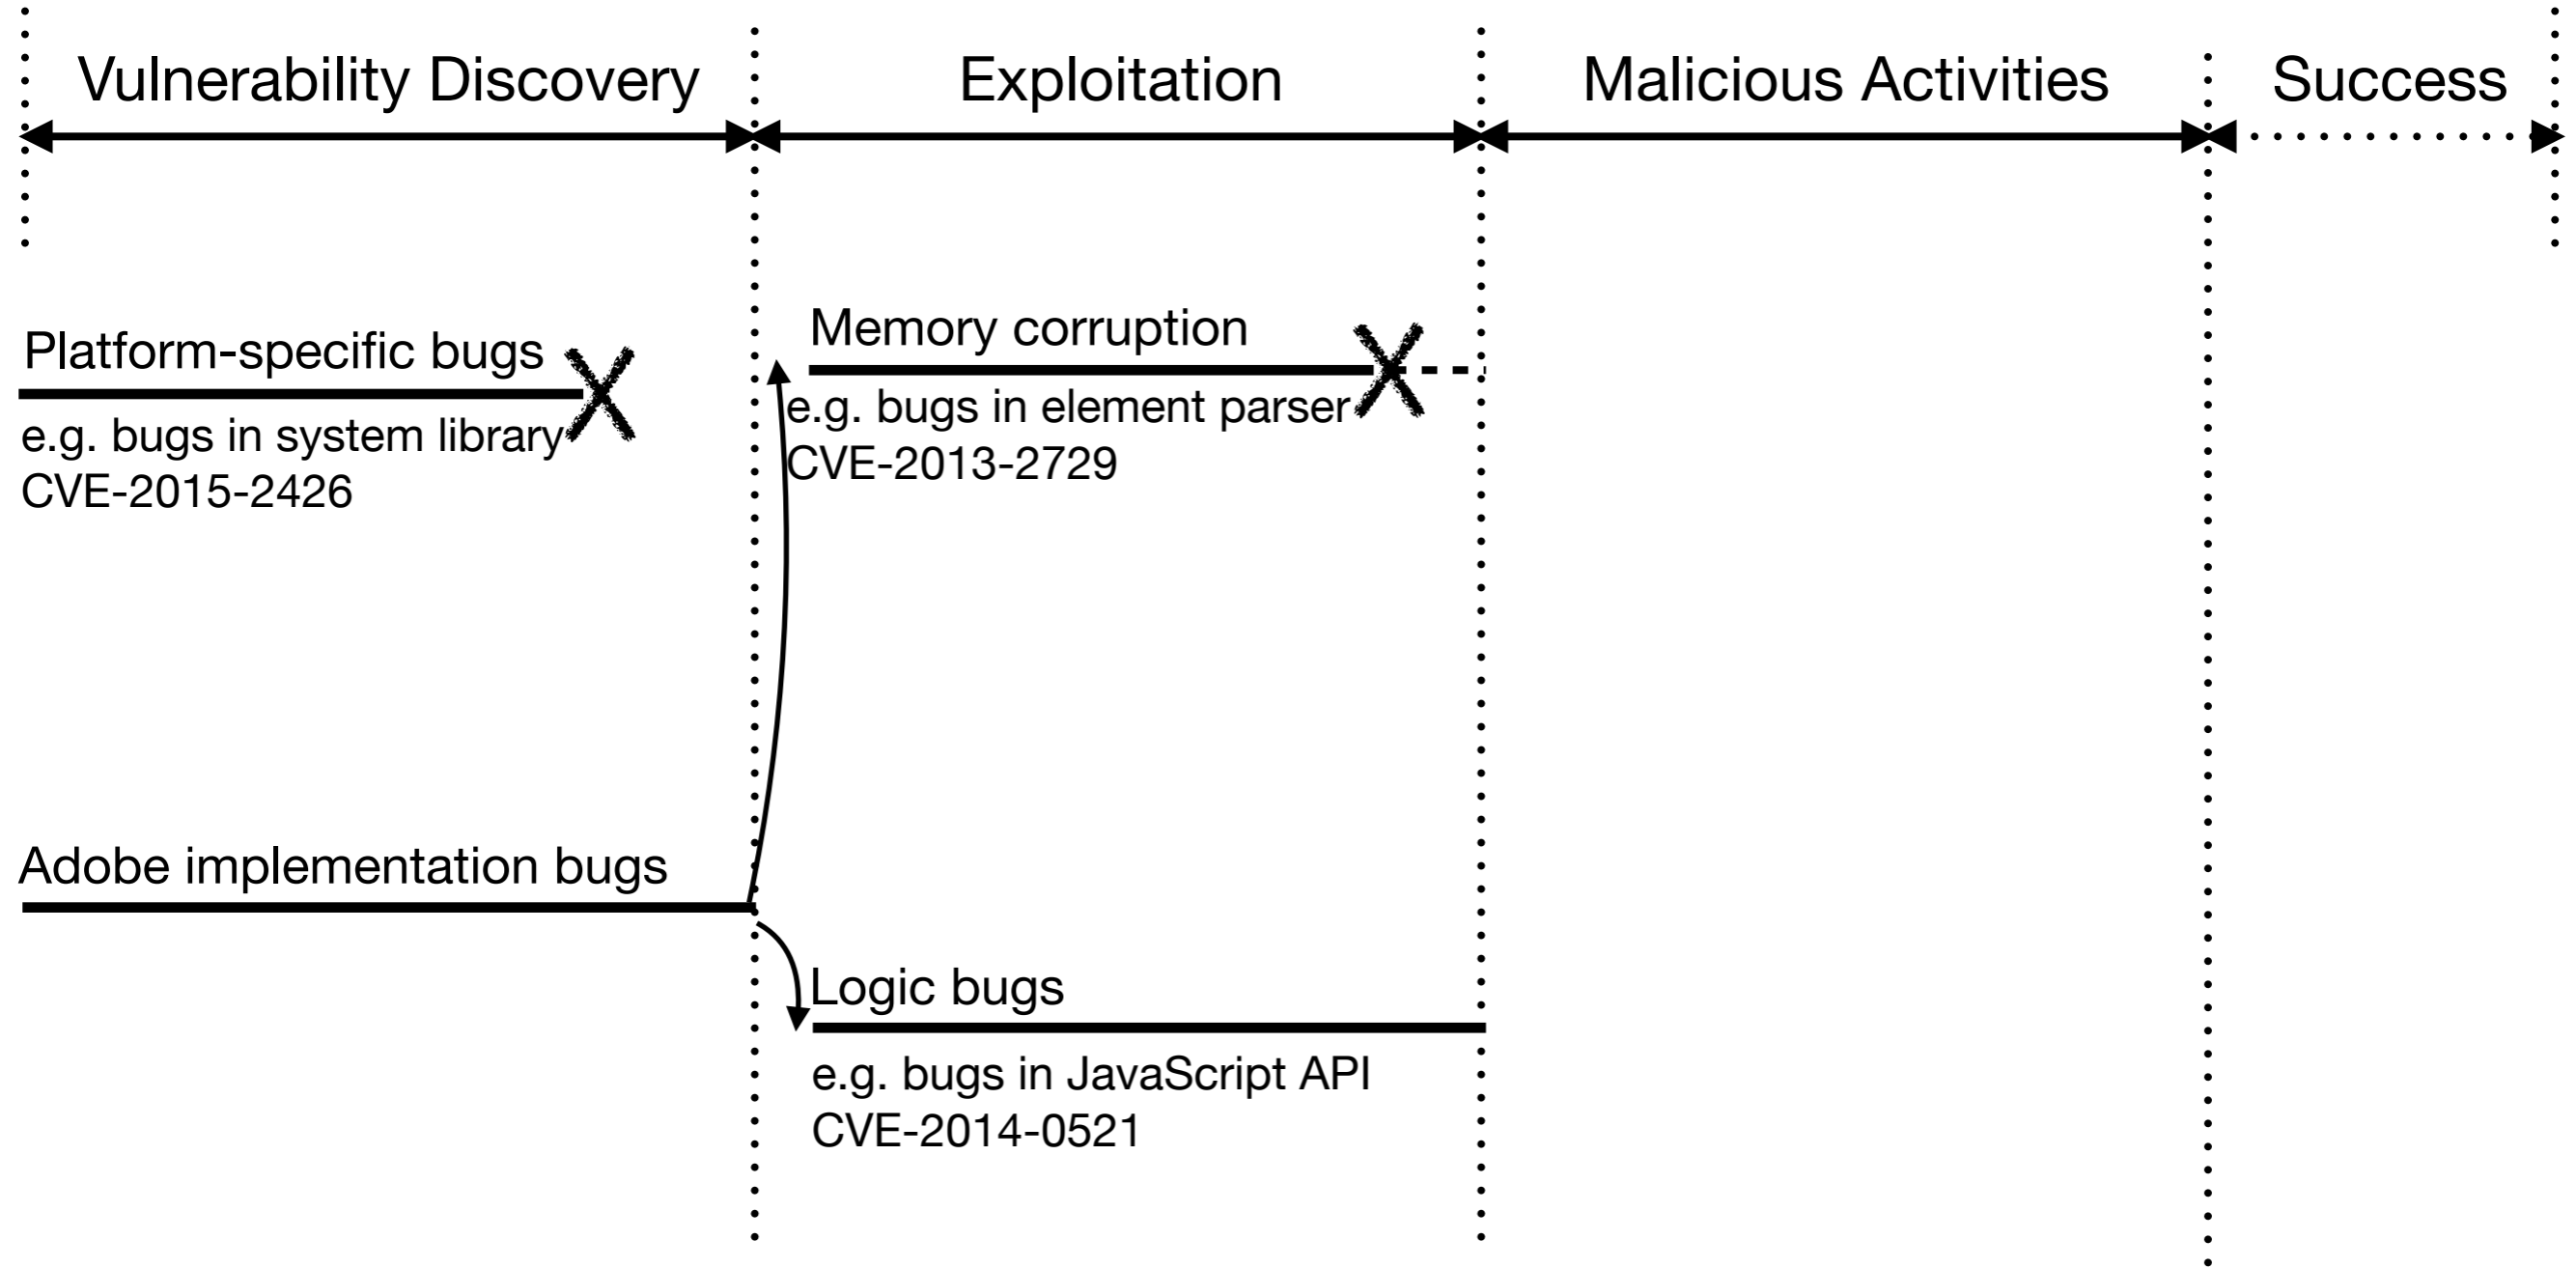 Vulnerability Discovery
Exploitation
Malicious Activities
Success
Platform-specific bugs
e.g. bugs in system library
CVE-2015-2426
Memory corruption
e.g. bugs in element parser
CVE-2013-2729
Adobe implementation bugs
Logic bugs
e.g. bugs in JavaScript API
CVE-2014-0521